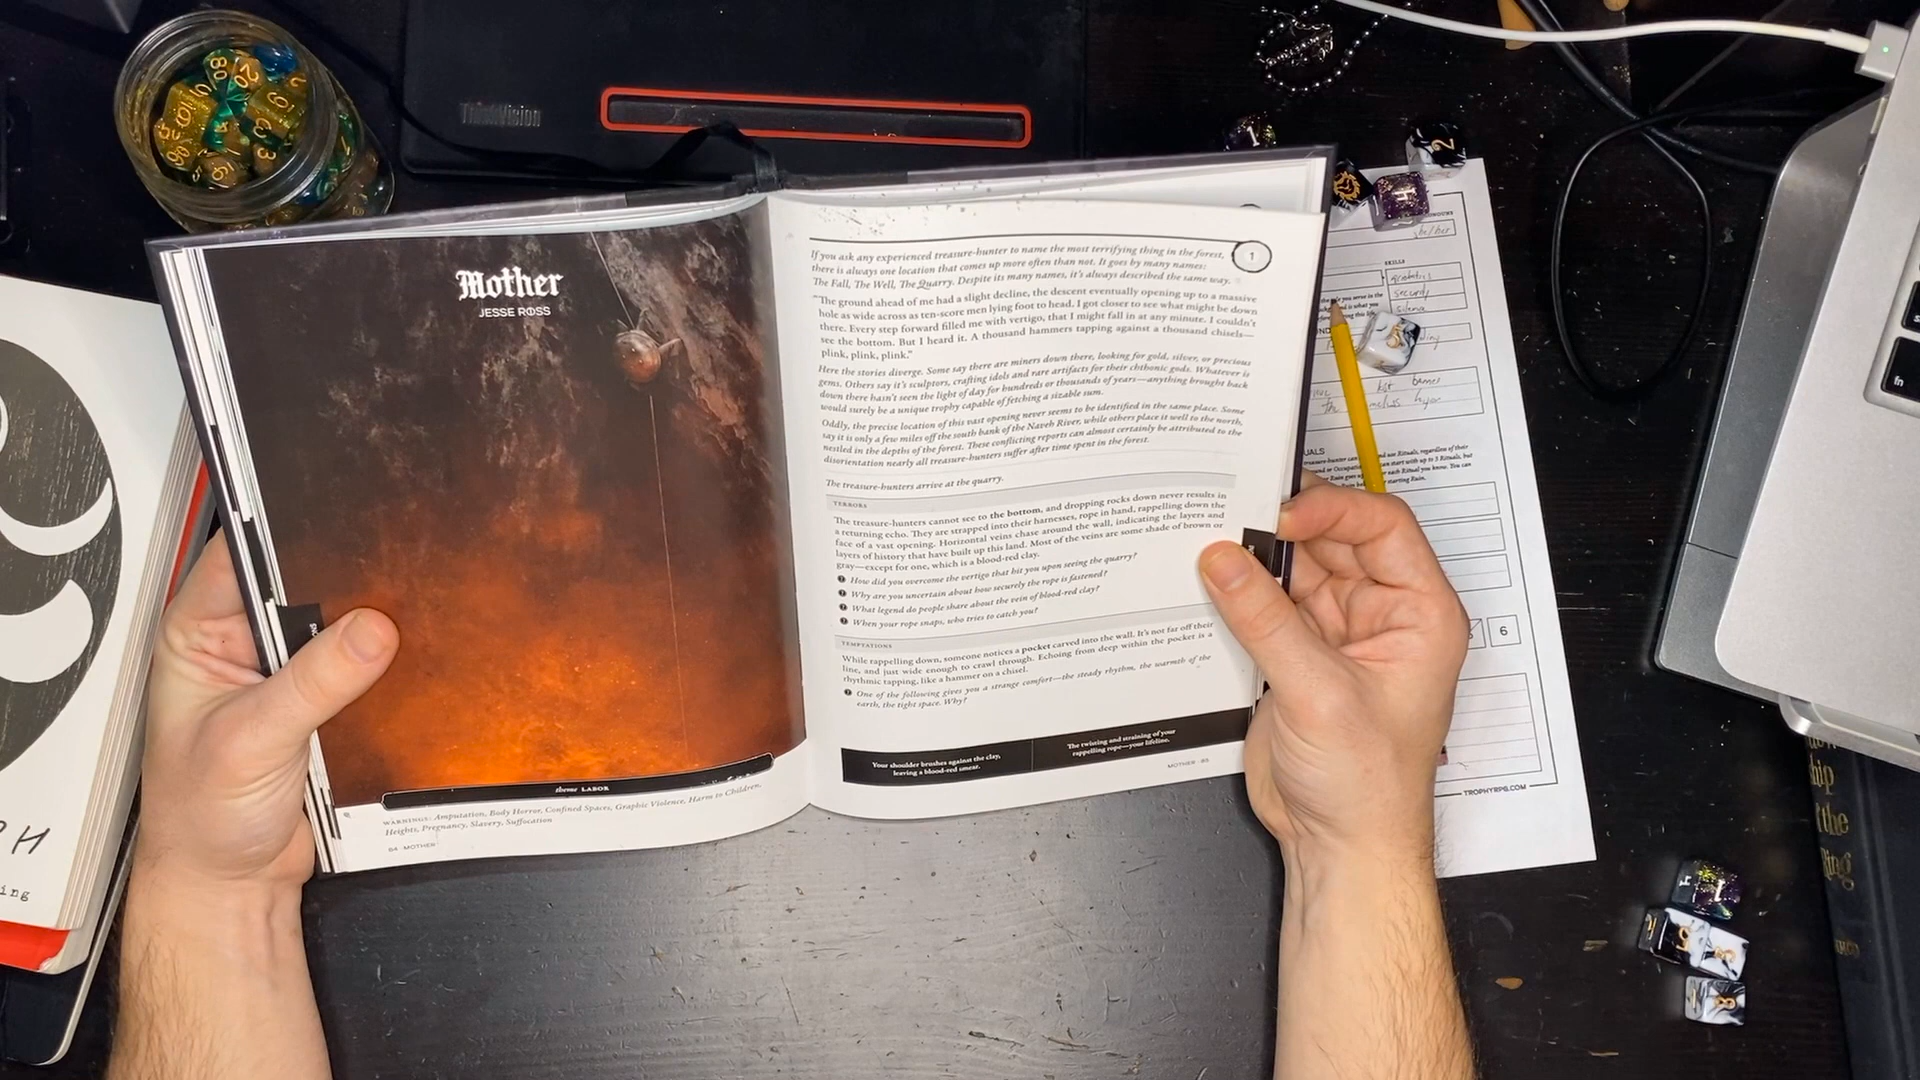 ThinkVision
Mother
JESSE ROSS
theme LABOR
WARNINGS: Amputation, Body Horror, Confined Spaces, Graphic Violence, Harm to Children,
Heights, Pregnancy, Slavery, Suffocation
84 · MOTHER
1
If you ask any experienced treasure-hunter to name the most terrifying thing in the forest,
there is always one location that comes up more often than not. It goes by many names:
The Fall, The Well, The Quarry. Despite its many names, it's always described the same way.
"The ground ahead of me had a slight decline, the descent eventually opening up to a massive
hole as wide across as ten-score men lying foot to head. I got closer to see what might be down
there. Every step forward filled me with vertigo, that I might fall in at any minute. I couldn't
see the bottom. But I heard it. A thousand hammers tapping against a thousand chisels—
plink, plink, plink."
Here the stories diverge. Some say there are miners down there, looking for gold, silver, or precious
gems. Others say it's sculptors, crafting idols and rare artifacts for their chthonic gods. Whatever is
down there hasn't seen the light of day for hundreds or thousands of years—anything brought back
would surely be a unique trophy capable of fetching a sizable sum.
Oddly, the precise location of this vast opening never seems to be identified in the same place. Some
say it is only a few miles off the south bank of the Naveh River, while others place it well to the north,
nestled in the depths of the forest. These conflicting reports can almost certainly be attributed to the
disorientation nearly all treasure-hunters suffer after time spent in the forest.
The treasure-hunters arrive at the quarry.
TERRORS
The treasure-hunters cannot see to the bottom, and dropping rocks down never results in
a returning echo. They are strapped into their harnesses, rope in hand, rappelling down the
face of a vast opening. Horizontal veins chase around the wall, indicating the layers and
layers of history that have built up this land. Most of the veins are some shade of brown or
gray—except for one, which is a blood-red clay.
How did you overcome the vertigo that hit you upon seeing the quarry?
Why are you uncertain about how securely the rope is fastened?
What legend do people share about the vein of blood-red clay?
When your rope snaps, who tries to catch you?
TEMPTATIONS
While rappelling down, someone notices a pocket carved into the wall. It's not far off their
line, and just wide enough to crawl through. Echoing from deep within the pocket is a
rhythmic tapping, like a hammer on a chisel.
One of the following gives you a strange comfort—the steady rhythm, the warmth of the
earth, the tight space. Why?
Your shoulder brushes against the clay,
leaving a blood-red smear.
The twisting and straining of your
rappelling rope—your lifeline.
MOTHER · 85
SKILLS
security
silence
6
TROPHYRPG.COM
fn